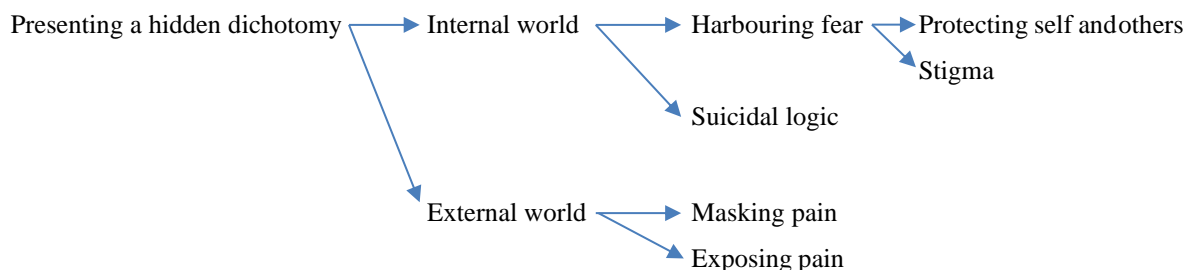 Presenting a hidden dichotomy Internal world Harbouring fear Protecting self andothers
Stigma
Suicidal logic
External world Masking pain
Exposing pain